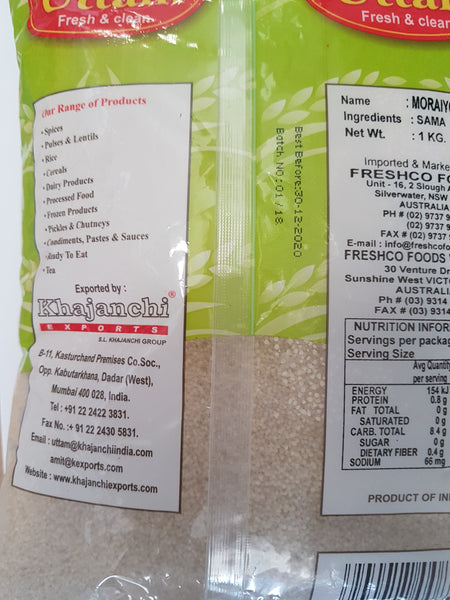 Fresh & clean
Our Range of Products
• Spices
• Pulses & Lentils
• Rice
• Cereals
• Dairy Products
• Processed Food
• Frozen Products
• Pickles & Chutneys
• Condiments, Pastes & Sauces
• Ready To Eat
• Tea
Exported by :
Khajanchi®
EXPORTS
S.L. KHAJANCHI GROUP
B-11, Kasturchand Premises Co.Soc.,
Opp. Kabutarkhana, Dadar (West),
Mumbai 400 028, India.
Tel : +91 22 2422 3831.
Fax No.:+ 91 22 2430 5831.
Email : uttam@khajanchiindia.com
amit@kexports.com
Website : www.khajanchiexports.com
Best Before:30-12-2020
Batch NO:01/18
Fresh & clean
Name : MORAIYO
Ingredients : SAMA
Net Wt. : 1 KG.
Imported & Marke
FRESHCO FO
Unit - 16, 2 Slough A
Silverwater, NSW
AUSTRALIA
PH # (02) 9737 9
(02) 9737 9
FAX # (02) 9737
E-mail : info@freshcofo
FRESHCO FOODS
30 Venture Dr
Sunshine West VICT
AUSTRALIA
Ph # (03) 9314
FAX # (03) 9314
NUTRITION INFOR
Servings per packag
Serving Size
Avg Quantity
per serving
ENERGY 154 kJ
PROTEIN 0.8 g
FAT TOTAL 0 g
SATURATED 0 g
CARB. TOTAL 8.4 g
SUGAR 0 g
DIETARY FIBER 0.4 g
SODIUM 66 mg
PRODUCT OF IN